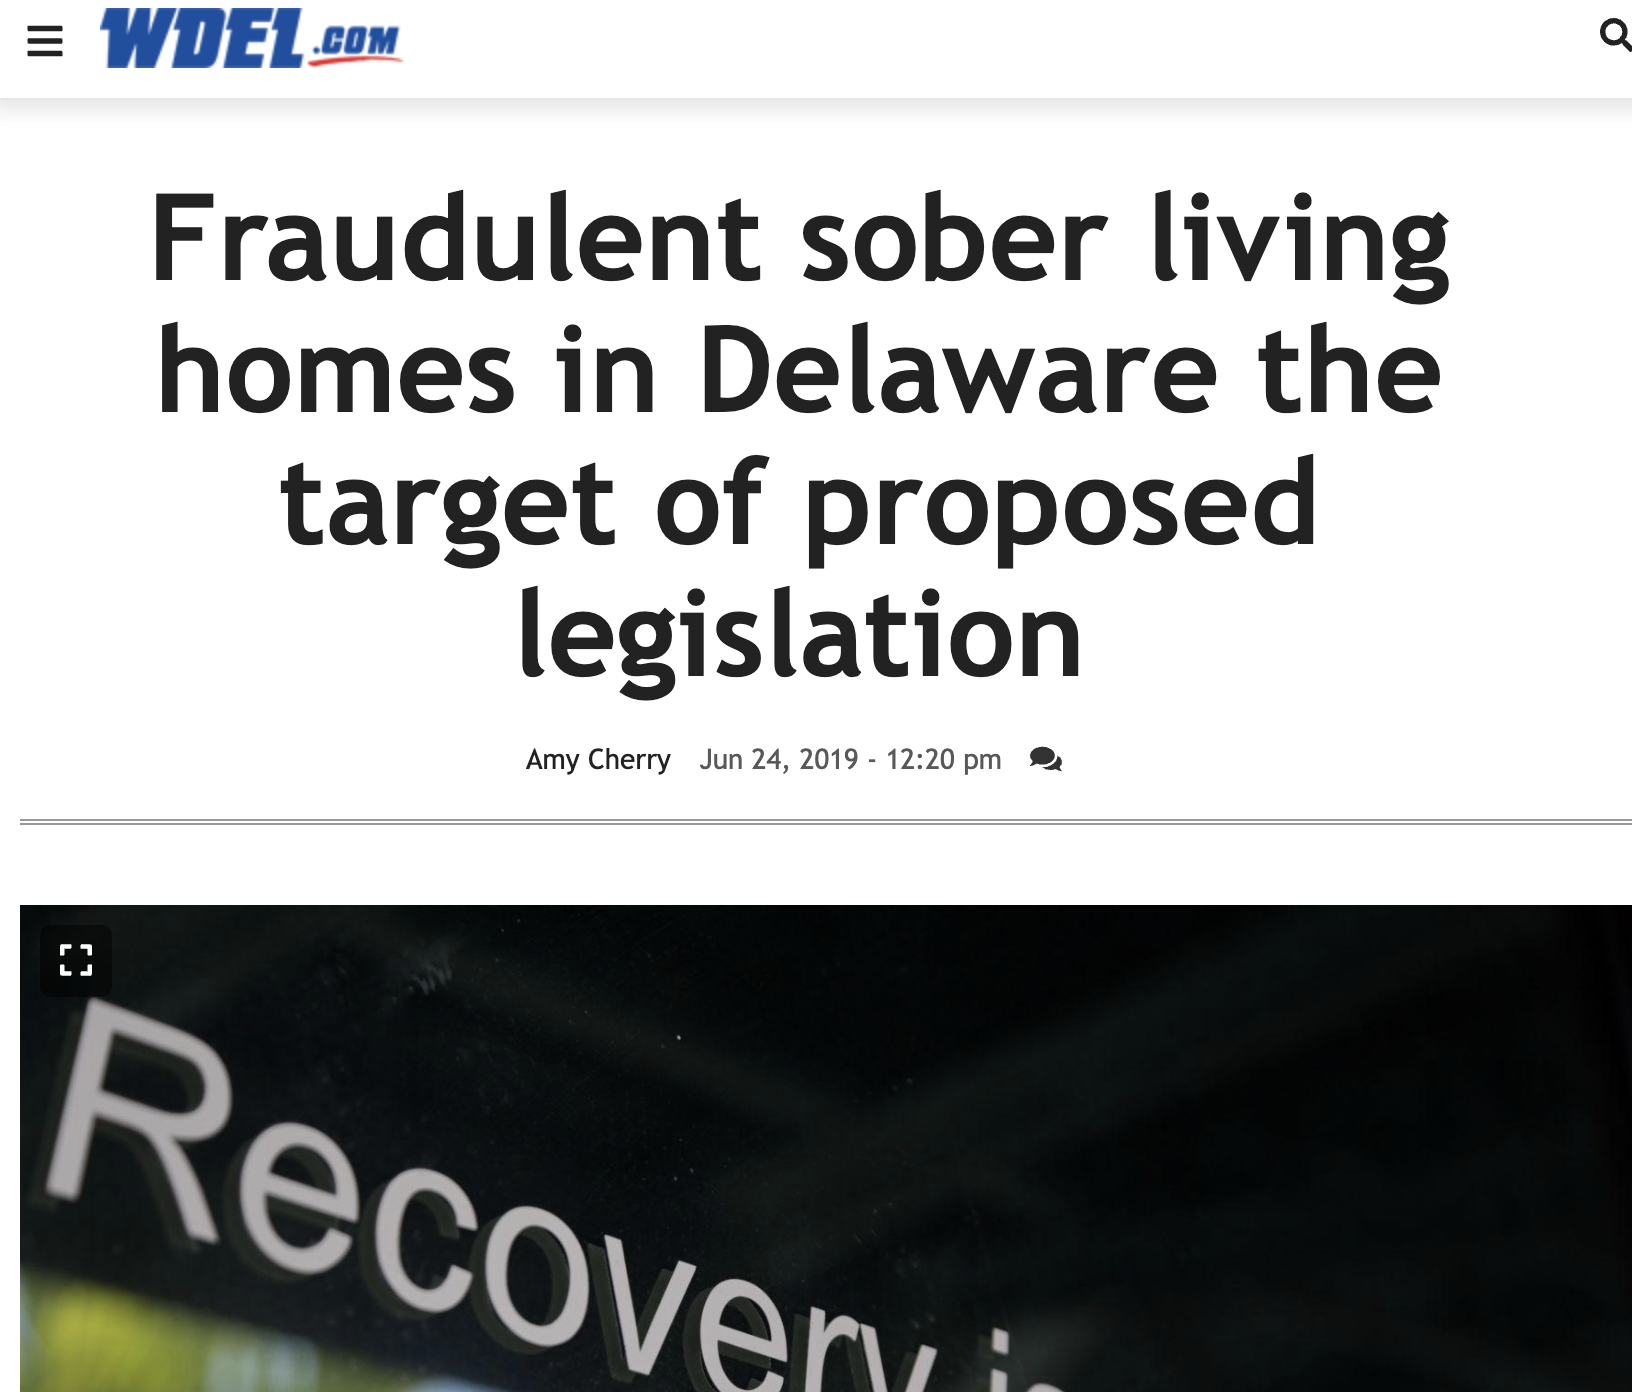 WDEL.COM
Fraudulent sober living
homes in Delaware the
target of proposed
legislation
Amy Cherry Jun 24, 2019 - 12:20 pm
Recovery